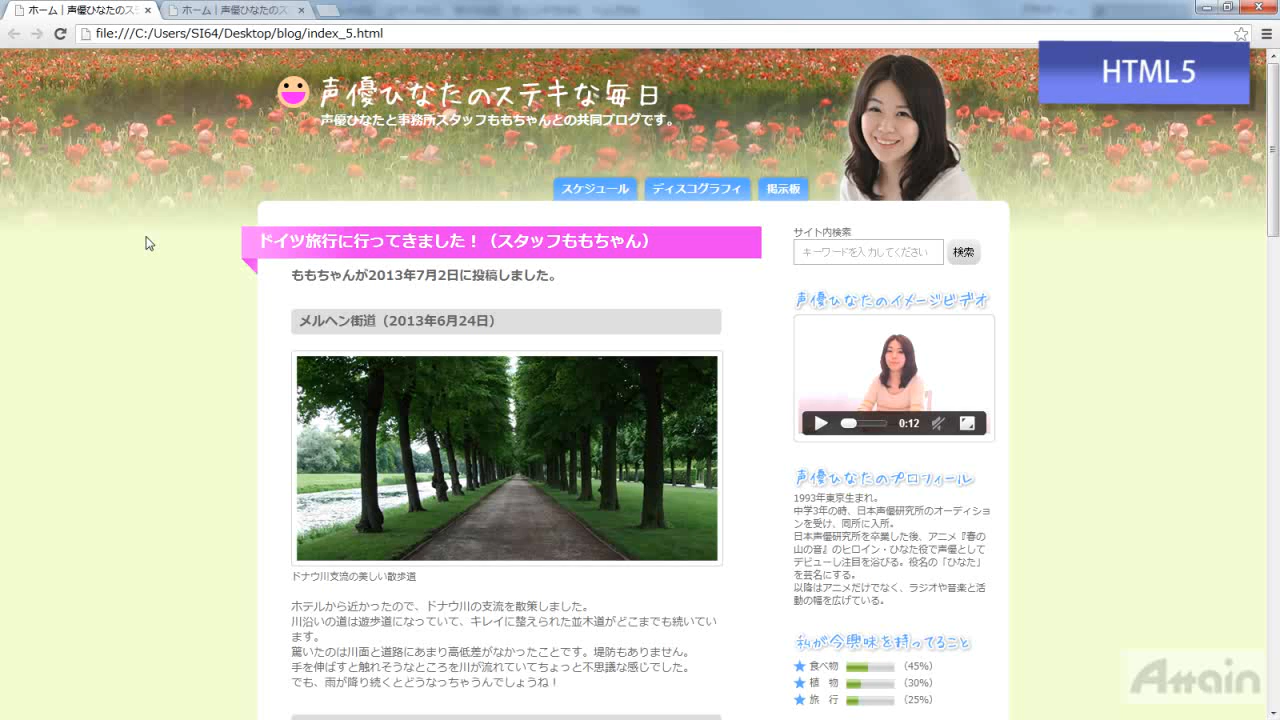 ホーム｜声優ひなたのス
ホーム｜声優ひなたのス
file:///C:/Users/SI64/Desktop/blog/index_5.html
HTML5
声優ひなたのステキな毎日
声優ひなたと事務所スタッフももちゃんとの共同ブログです。
スケジュール
ディスコグラフィ
掲示板
ドイツ旅行に行ってきました！（スタッフももちゃん）
ももちゃんが2013年7月2日に投稿しました。
メルヘン街道（2013年6月24日）
ドナウ川支流の美しい散歩道
ホテルから近かったので、ドナウ川の支流を散策しました。
川沿いの道は遊歩道になっていて、キレイに整えられた並木道がどこまでも続いてい
ます。
驚いたのは川面と道路にあまり高低差がなかったことです。堤防もありません。
手を伸ばすと触れそうなところを川が流れていてちょっと不思議な感じでした。
でも、雨が降り続くとどうなっちゃうんでしょうね！
サイト内検索
キーワードを入力してください
検索
声優ひなたのイメージビデオ
0:12
声優ひなたのプロフィール
1993年東京生まれ。
中学3年の時、日本声優研究所のオーディショ
ンを受け、同所に入所。
日本声優研究所を卒業した後、アニメ『春の
山の音』のヒロイン・ひなた役で声優として
デビューし注目を浴びる。役名の「ひなた」
を芸名にする。
以降はアニメだけでなく、ラジオや音楽と活
動の幅を広げている。
私が今興味を持ってること
食べ物 （45%）
植　物 （30%）
旅　行 （25%）
Attain